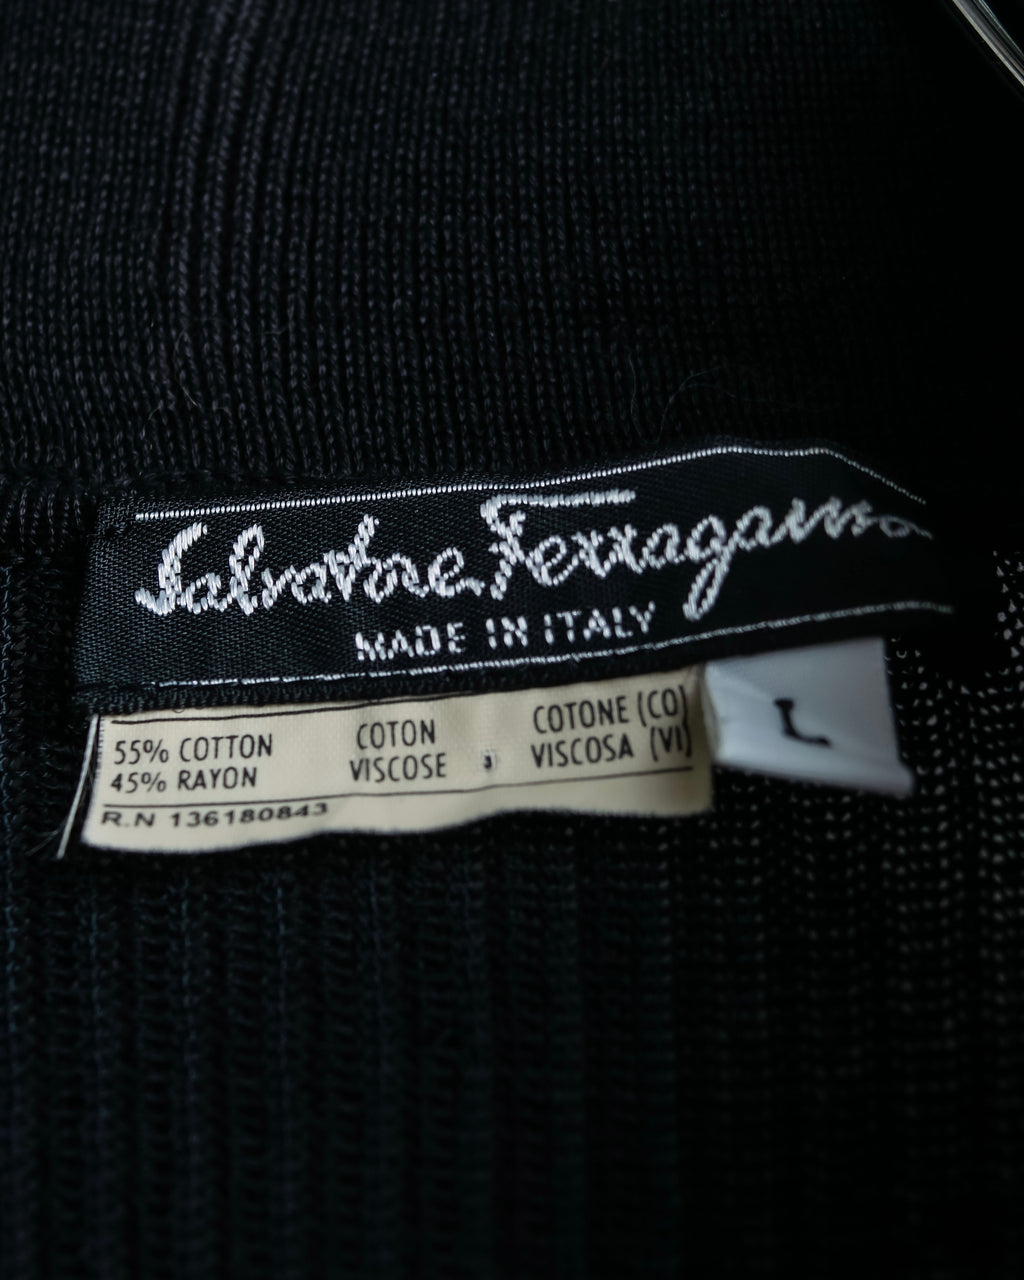 Salvatore Ferragamo
MADE IN ITALY
L
55% COTTON COTON COTONE (CO)
45% RAYON VISCOSE VISCOSA (VI)
R.N 136180843